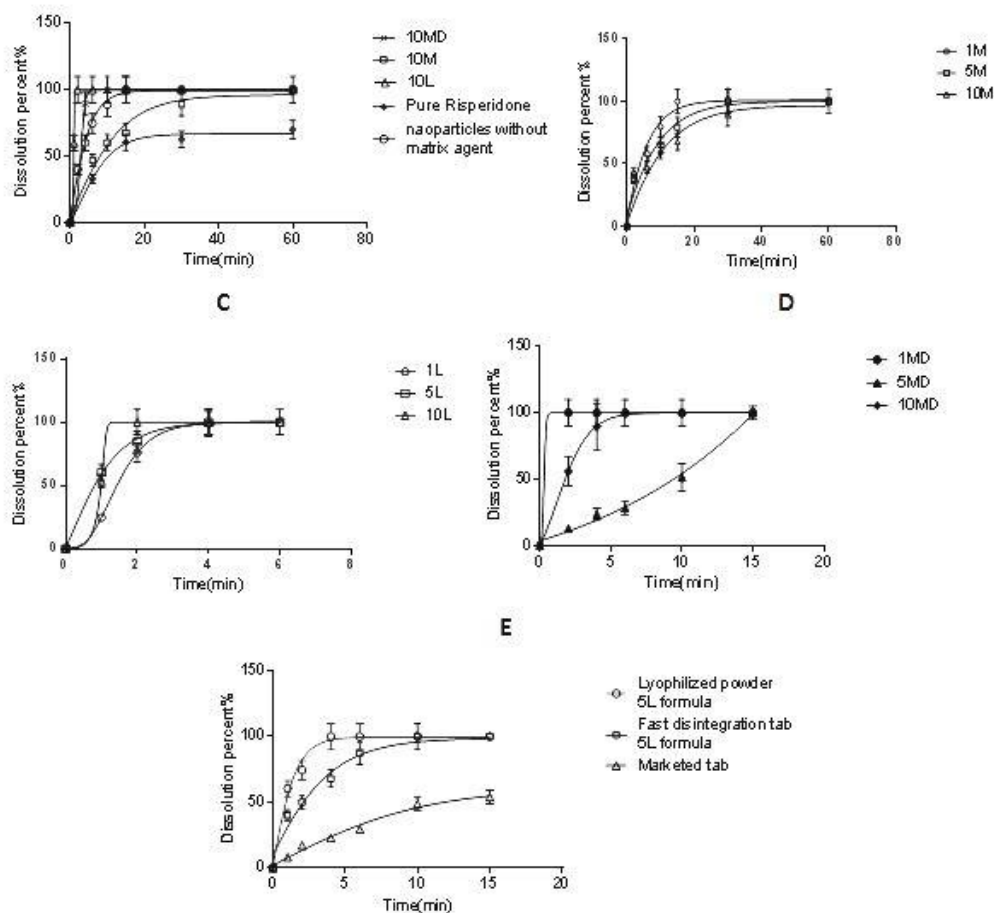 150
100
50
0
0
20
40
60
80
Dissolution percent%
Time(min)
10MD
10M
10L
Pure Risperidone
naoparticles without
matrix agent
150
100
50
0
0
20
40
60
80
Dissolution percent %
Time(min)
1M
5M
10M
C
D
150
100
50
0
0
2
4
6
8
Dissolution percent%
Time(min)
1L
5L
10L
150
100
50
0
0
5
10
15
20
Dissolution percent%
Time(min)
1MD
5MD
10MD
E
150
100
50
0
0
5
10
15
20
Dissolution percent%
Time(min)
Lyophilized powder
5L formula
Fast disintegration tab
5L formula
Marketed tab